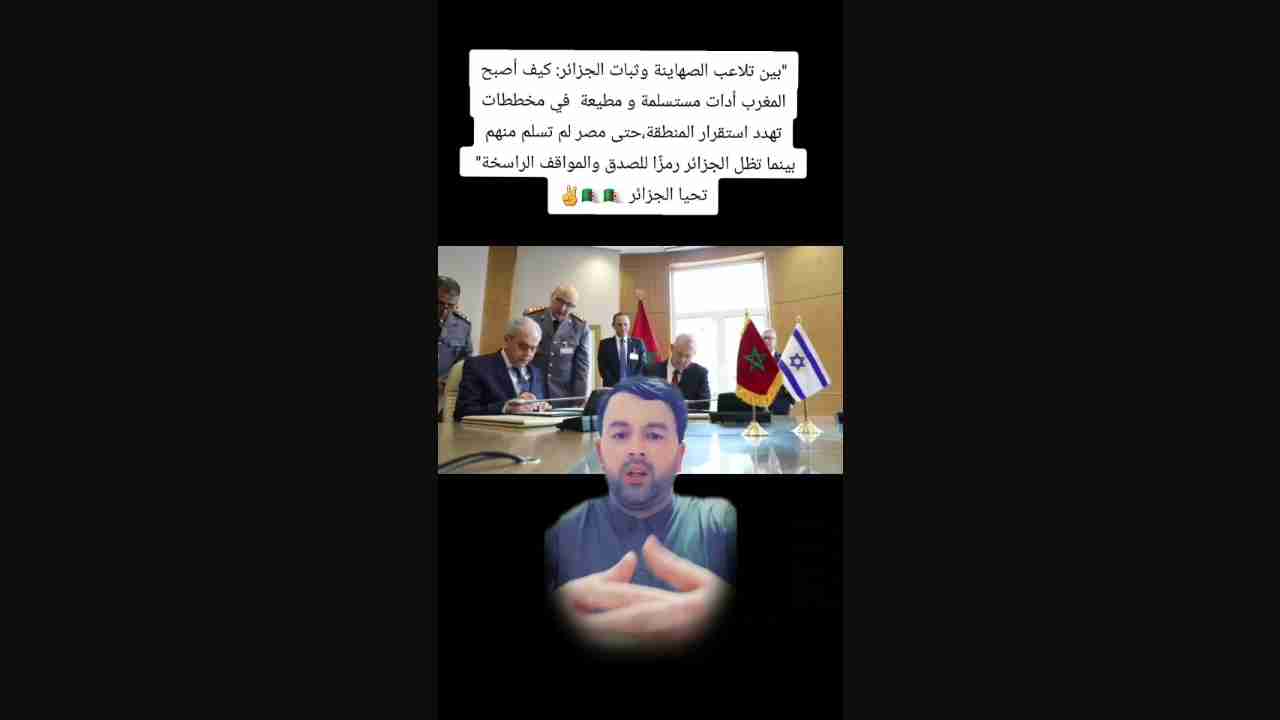 "بين تلاعب الصهاينة وثبات الجزائر: كيف أصبح
المغرب أدات مستسلمة و مطيعة في مخططات
تهدد استقرار المنطقة,حتى مصر لم تسلم منهم
بينما تظل الجزائر رمزًا للصدق والمواقف الراسخة"
تحيا الجزائر 🇩🇿🇩🇿✌️